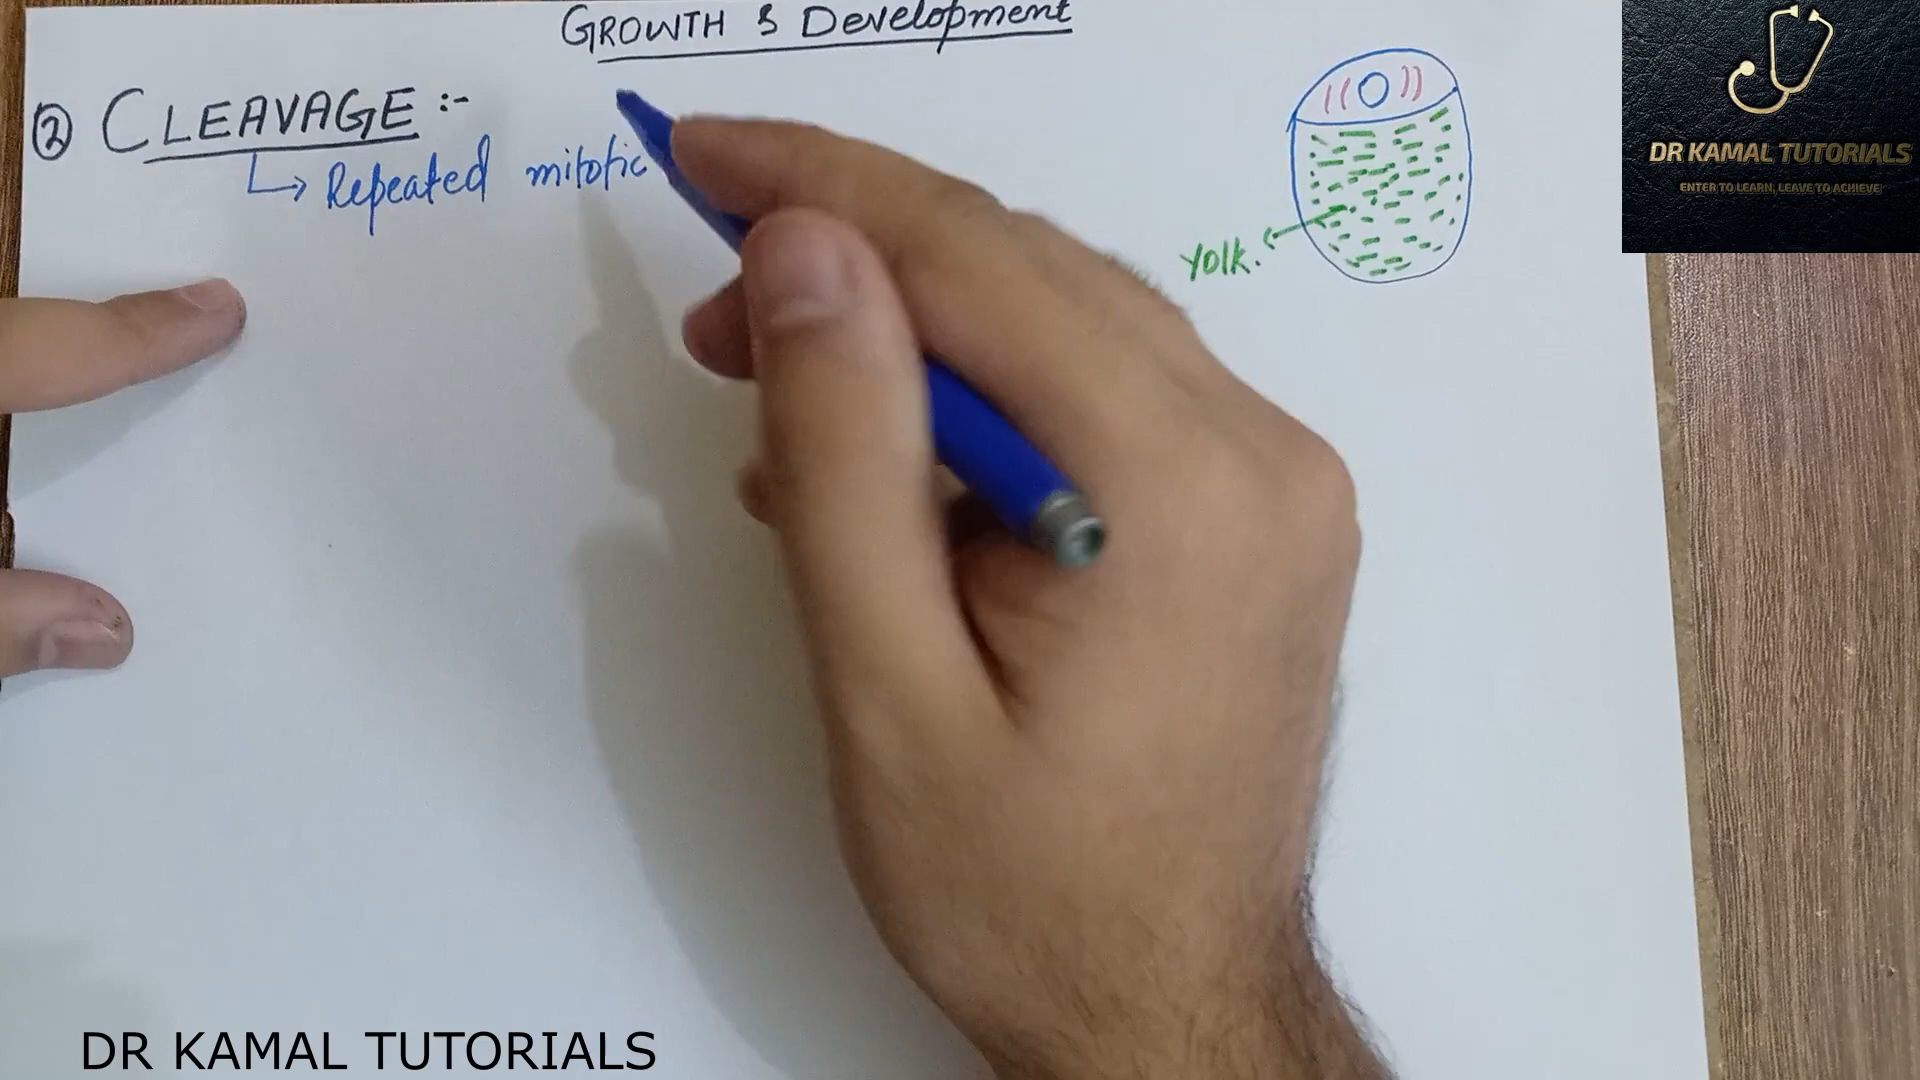 GROWTH & Development
② CLEAVAGE :-
↳ Repeated mitotic
Yolk.
DR KAMAL TUTORIALS
ENTER TO LEARN, LEAVE TO ACHIEVE
DR KAMAL TUTORIALS